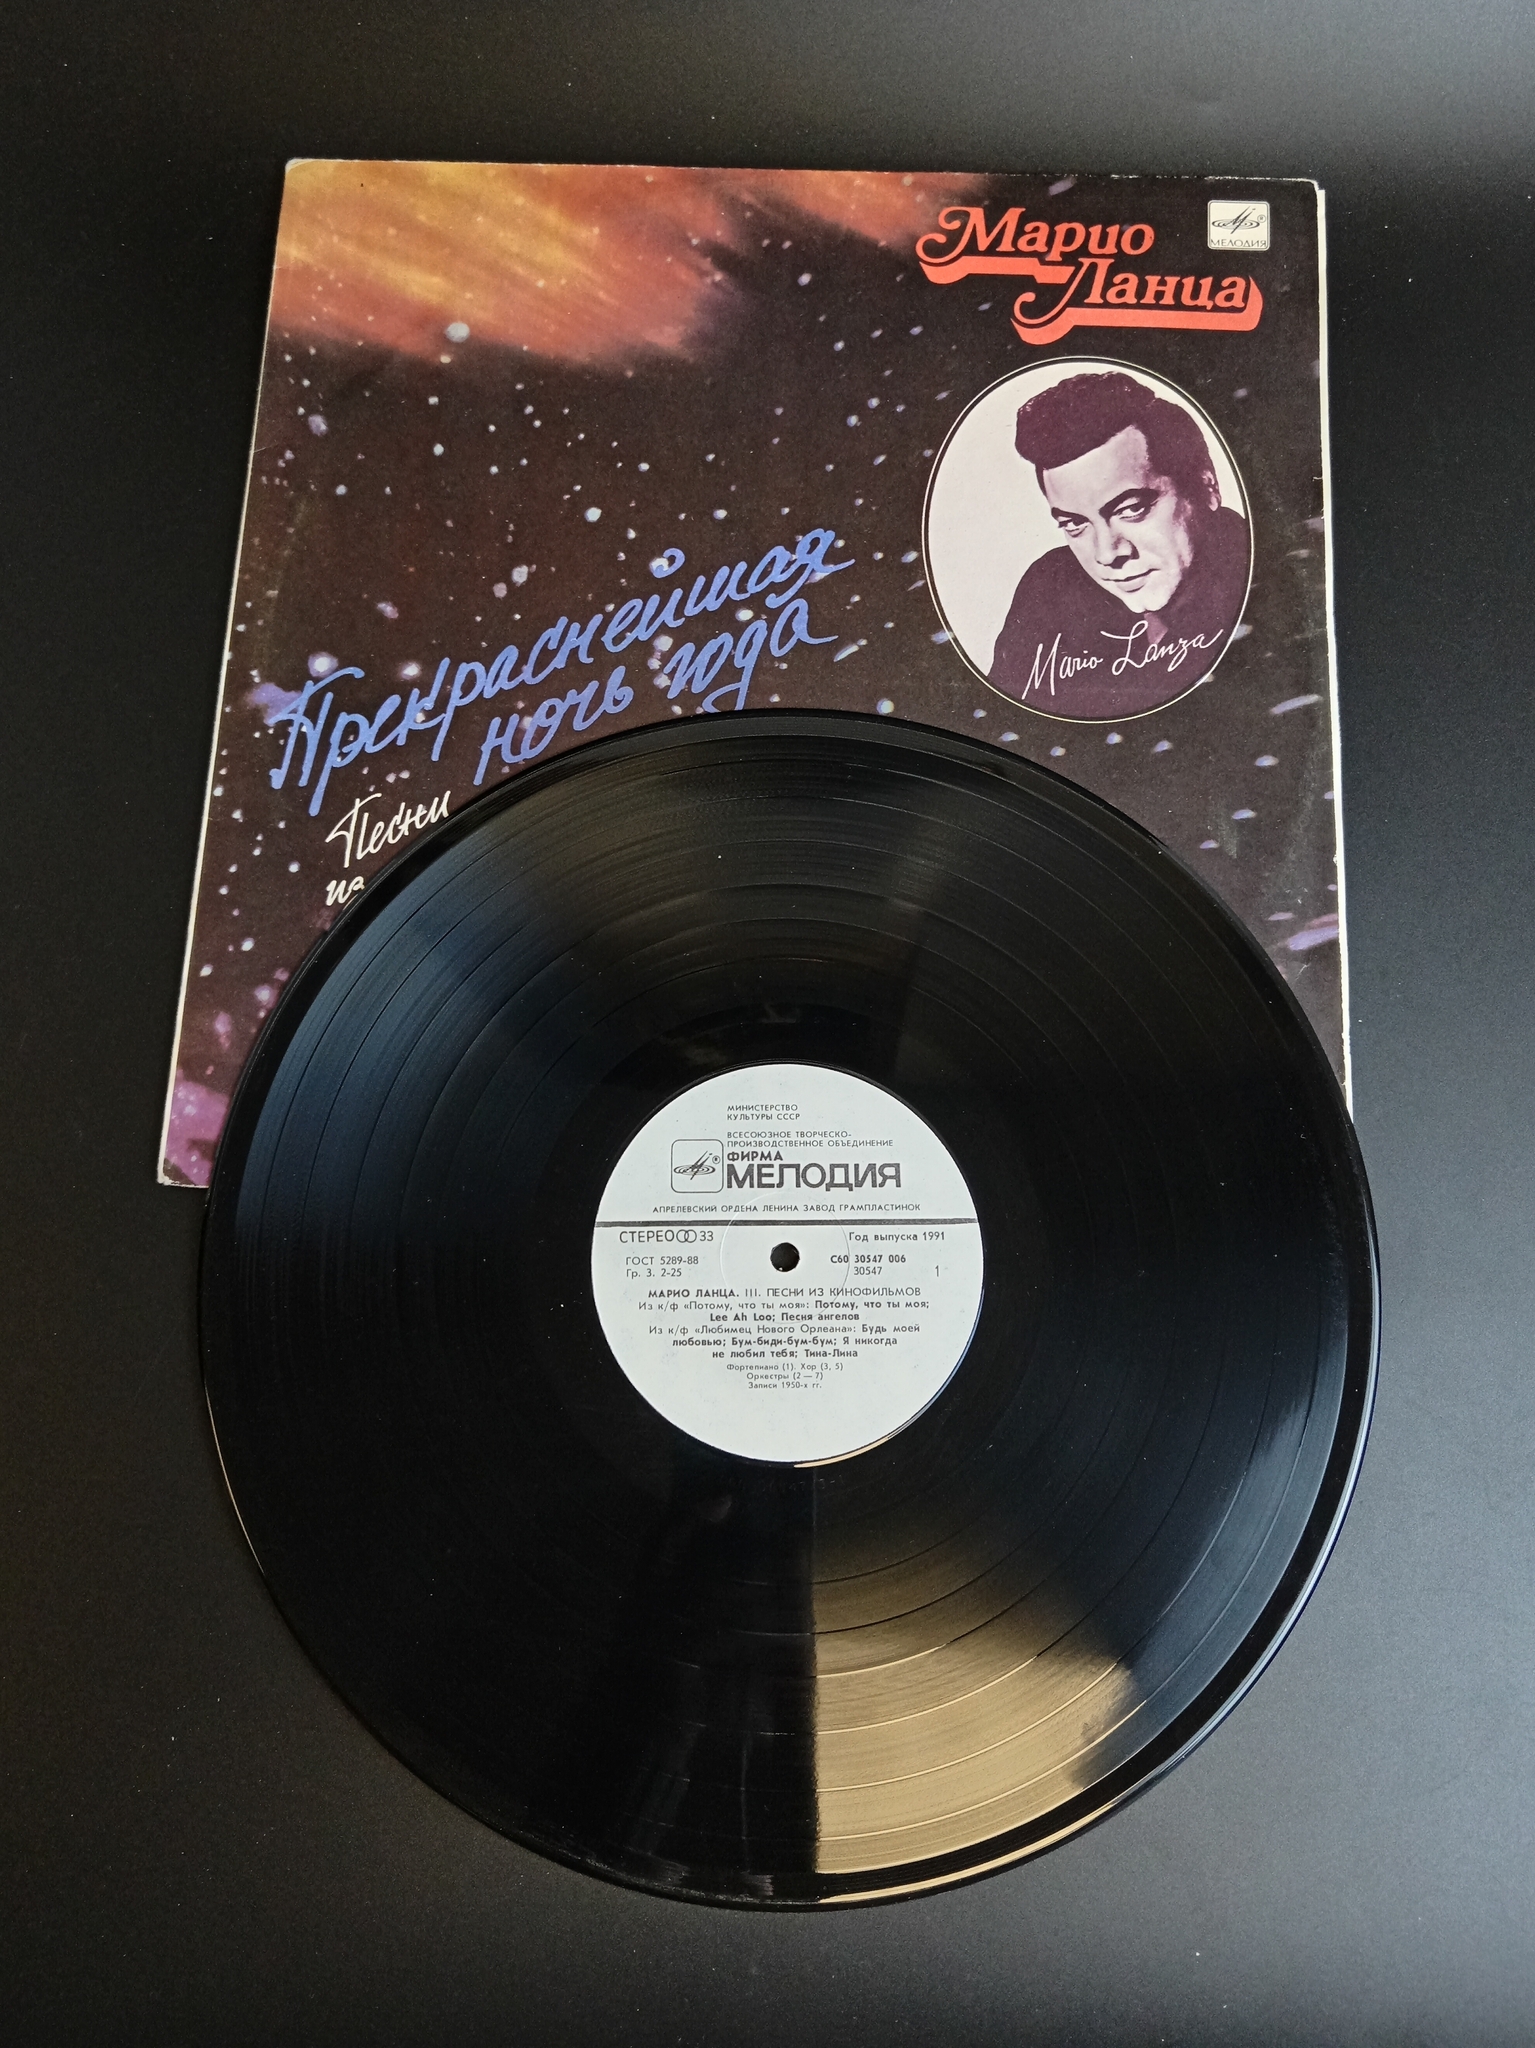 Марио
Ланца
МЕЛОДИЯ
Mario Lanza
Прекраснейшая
ночь года
Песни
из
МИНИСТЕРСТВО
КУЛЬТУРЫ СССР
ВСЕСОЮЗНОЕ ТВОРЧЕСКО-
ПРОИЗВОДСТВЕННОЕ ОБЪЕДИНЕНИЕ
ФИРМА
МЕЛОДИЯ
АПРЕЛЕВСКИЙ ОРДЕНА ЛЕНИНА ЗАВОД ГРАМПЛАСТИНОК
СТЕРЕО 33 Год выпуска 1991
ГОСТ 5289-88 С60 30547 006
Гр. 3. 2-25 30547 1
МАРИО ЛАНЦА. III. ПЕСНИ ИЗ КИНОФИЛЬМОВ
Из к/ф «Потому, что ты моя»: Потому, что ты моя;
Lee Ah Loo; Песня ангелов
Из к/ф «Любимец Нового Орлеана»: Будь моей
любовью; Бум-биди-бум-бум; Я никогда
не любил тебя; Тина-Лина
Фортепиано (1). Хор (3, 5)
Оркестры (2 — 7)
Записи 1950-х гг.